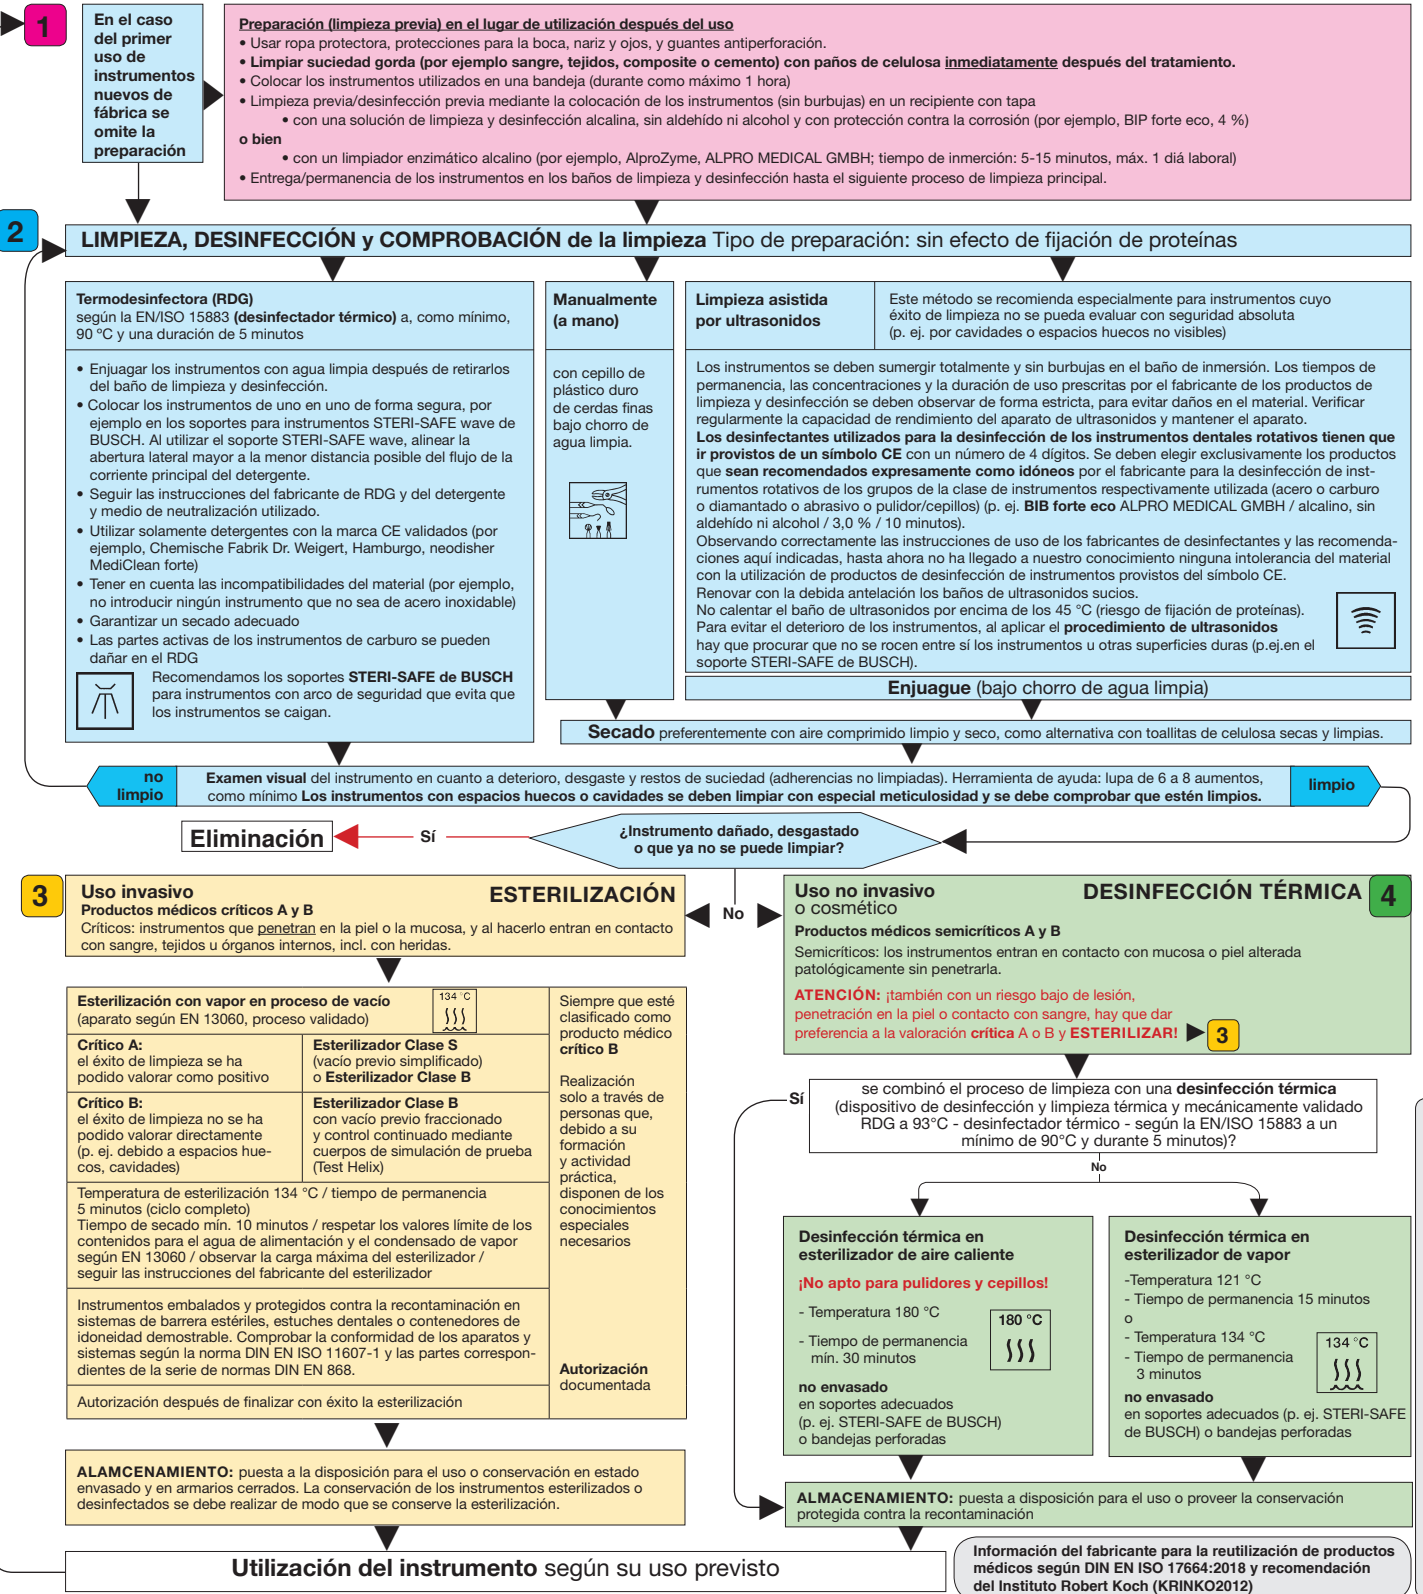 1
En el caso
del primer
uso de
instrumentos
nuevos de
fábrica se
omite la
preparación
Preparación (limpieza previa) en el lugar de utilización después del uso
• Usar ropa protectora, protecciones para la boca, nariz y ojos, y guantes antiperforación.
• Limpiar suciedad gorda (por ejemplo sangre, tejidos, composite o cemento) con paños de celulosa inmediatamente después del tratamiento.
• Colocar los instrumentos utilizados en una bandeja (durante como máximo 1 hora)
• Limpieza previa/desinfección previa mediante la colocación de los instrumentos (sin burbujas) en un recipiente con tapa
• con una solución de limpieza y desinfección alcalina, sin aldehído ni alcohol y con protección contra la corrosión (por ejemplo, BIP forte eco, 4 %)
o bien
• con un limpiador enzimático alcalino (por ejemplo, AlproZyme, ALPRO MEDICAL GMBH; tiempo de inmerción: 5-15 minutos, máx. 1 diá laboral)
• Entrega/permanencia de los instrumentos en los baños de limpieza y desinfección hasta el siguiente proceso de limpieza principal.
2
LIMPIEZA, DESINFECCIÓN y COMPROBACIÓN de la limpieza Tipo de preparación: sin efecto de fijación de proteínas
Termodesinfectora (RDG)
según la EN/ISO 15883 (desinfectador térmico) a, como mínimo,
90 ºC y una duración de 5 minutos
• Enjuagar los instrumentos con agua limpia después de retirarlos
del baño de limpieza y desinfección.
• Colocar los instrumentos de uno en uno de forma segura, por
ejemplo en los soportes para instrumentos STERI-SAFE wave de
BUSCH. Al utilizar el soporte STERI-SAFE wave, alinear la
abertura lateral mayor a la menor distancia posible del flujo de la
corriente principal del detergente.
• Seguir las instrucciones del fabricante de RDG y del detergente
y medio de neutralización utilizado.
• Utilizar solamente detergentes con la marca CE validados (por
ejemplo, Chemische Fabrik Dr. Weigert, Hamburgo, neodisher
MediClean forte)
• Tener en cuenta las incompatibilidades del material (por ejemplo,
no introducir ningún instrumento que no sea de acero inoxidable)
• Garantizar un secado adecuado
• Las partes activas de los instrumentos de carburo se pueden
dañar en el RDG
Recomendamos los soportes STERI-SAFE de BUSCH
para instrumentos con arco de seguridad que evita que
los instrumentos se caigan.
Manualmente
(a mano)
con cepillo de
plástico duro
de cerdas finas
bajo chorro de
agua limpia.
Limpieza asistida
por ultrasonidos
Este método se recomienda especialmente para instrumentos cuyo
éxito de limpieza no se pueda evaluar con seguridad absoluta
(p. ej. por cavidades o espacios huecos no visibles)
Los instrumentos se deben sumergir totalmente y sin burbujas en el baño de inmersión. Los tiempos de
permanencia, las concentraciones y la duración de uso prescritas por el fabricante de los productos de
limpieza y desinfección se deben observar de forma estricta, para evitar daños en el material. Verificar
regularmente la capacidad de rendimiento del aparato de ultrasonidos y mantener el aparato.
Los desinfectantes utilizados para la desinfección de los instrumentos dentales rotativos tienen que
ir provistos de un símbolo CE con un número de 4 dígitos. Se deben elegir exclusivamente los productos
que sean recomendados expresamente como idóneos por el fabricante para la desinfección de inst-
rumentos rotativos de los grupos de la clase de instrumentos respectivamente utilizada (acero o carburo
o diamantado o abrasivo o pulidor/cepillos) (p. ej. BIB forte eco ALPRO MEDICAL GMBH / alcalino, sin
aldehído ni alcohol / 3,0 % / 10 minutos).
Observando correctamente las instrucciones de uso de los fabricantes de desinfectantes y las recomenda-
ciones aquí indicadas, hasta ahora no ha llegado a nuestro conocimiento ninguna intolerancia del material
con la utilización de productos de desinfección de instrumentos provistos del símbolo CE.
Renovar con la debida antelación los baños de ultrasonidos sucios.
No calentar el baño de ultrasonidos por encima de los 45 °C (riesgo de fijación de proteínas).
Para evitar el deterioro de los instrumentos, al aplicar el procedimiento de ultrasonidos
hay que procurar que no se rocen entre sí los instrumentos u otras superficies duras (p.ej.en el
soporte STERI-SAFE de BUSCH).
Enjuague (bajo chorro de agua limpia)
Secado preferentemente con aire comprimido limpio y seco, como alternativa con toallitas de celulosa secas y limpias.
no
limpio
Examen visual del instrumento en cuanto a deterioro, desgaste y restos de suciedad (adherencias no limpiadas). Herramienta de ayuda: lupa de 6 a 8 aumentos,
como mínimo Los instrumentos con espacios huecos o cavidades se deben limpiar con especial meticulosidad y se debe comprobar que estén limpios.
limpio
Eliminación
Sí
¿Instrumento dañado, desgastado
o que ya no se puede limpiar?
No
3
Uso invasivo
ESTERILIZACIÓN
Productos médicos críticos A y B
Críticos: instrumentos que penetran en la piel o la mucosa, y al hacerlo entran en contacto
con sangre, tejidos u órganos internos, incl. con heridas.
Esterilización con vapor en proceso de vacío
(aparato según EN 13060, proceso validado)
134 °C
Crítico A:
el éxito de limpieza se ha
podido valorar como positivo
Esterilizador Clase S
(vacío previo simplificado)
o Esterilizador Clase B
Crítico B:
el éxito de limpieza no se ha
podido valorar directamente
(p. ej. debido a espacios hue-
cos, cavidades)
Esterilizador Clase B
con vacío previo fraccionado
y control continuado mediante
cuerpos de simulación de prueba
(Test Helix)
Temperatura de esterilización 134 °C / tiempo de permanencia
5 minutos (ciclo completo)
Tiempo de secado mín. 10 minutos / respetar los valores límite de los
contenidos para el agua de alimentación y el condensado de vapor
según EN 13060 / observar la carga máxima del esterilizador /
seguir las instrucciones del fabricante del esterilizador
Instrumentos embalados y protegidos contra la recontaminación en
sistemas de barrera estériles, estuches dentales o contenedores de
idoneidad demostrable. Comprobar la conformidad de los aparatos y
sistemas según la norma DIN EN ISO 11607-1 y las partes correspon-
dientes de la serie de normas DIN EN 868.
Autorización después de finalizar con éxito la esterilización
Siempre que esté
clasificado como
producto médico
crítico B
Realización
solo a través de
personas que,
debido a su
formación
y actividad
práctica,
disponen de los
conocimientos
especiales
necesarios
Autorización
documentada
ALAMCENAMIENTO: puesta a la disposición para el uso o conservación en estado
envasado y en armarios cerrados. La conservación de los instrumentos esterilizados o
desinfectados se debe realizar de modo que se conserve la esterilización.
Uso no invasivo
o cosmético
DESINFECCIÓN TÉRMICA
4
Productos médicos semicríticos A y B
Semicríticos: los instrumentos entran en contacto con mucosa o piel alterada
patológicamente sin penetrarla.
ATENCIÓN: ¡también con un riesgo bajo de lesión,
penetración en la piel o contacto con sangre, hay que dar
preferencia a la valoración crítica A o B y ESTERILIZAR!
3
Sí
se combinó el proceso de limpieza con una desinfección térmica
(dispositivo de desinfección y limpieza térmica y mecánicamente validado
RDG a 93°C - desinfectador térmico - según la EN/ISO 15883 a un
mínimo de 90°C y durante 5 minutos)?
No
Desinfección térmica en
esterilizador de aire caliente
¡No apto para pulidores y cepillos!
- Temperatura 180 °C
- Tiempo de permanencia
mín. 30 minutos
180 °C
no envasado
en soportes adecuados
(p. ej. STERI-SAFE de BUSCH)
o bandejas perforadas
Desinfección térmica en
esterilizador de vapor
-Temperatura 121 °C
- Tiempo de permanencia 15 minutos
o
- Temperatura 134 °C
- Tiempo de permanencia
3 minutos
134 °C
no envasado
en soportes adecuados (p. ej. STERI-SAFE
de BUSCH) o bandejas perforadas
ALMACENAMIENTO: puesta a disposición para el uso o proveer la conservación
protegida contra la recontaminación
Utilización del instrumento según su uso previsto
Información del fabricante para la reutilización de productos
médicos según DIN EN ISO 17664:2018 y recomendación
del Instituto Robert Koch (KRINKO2012)